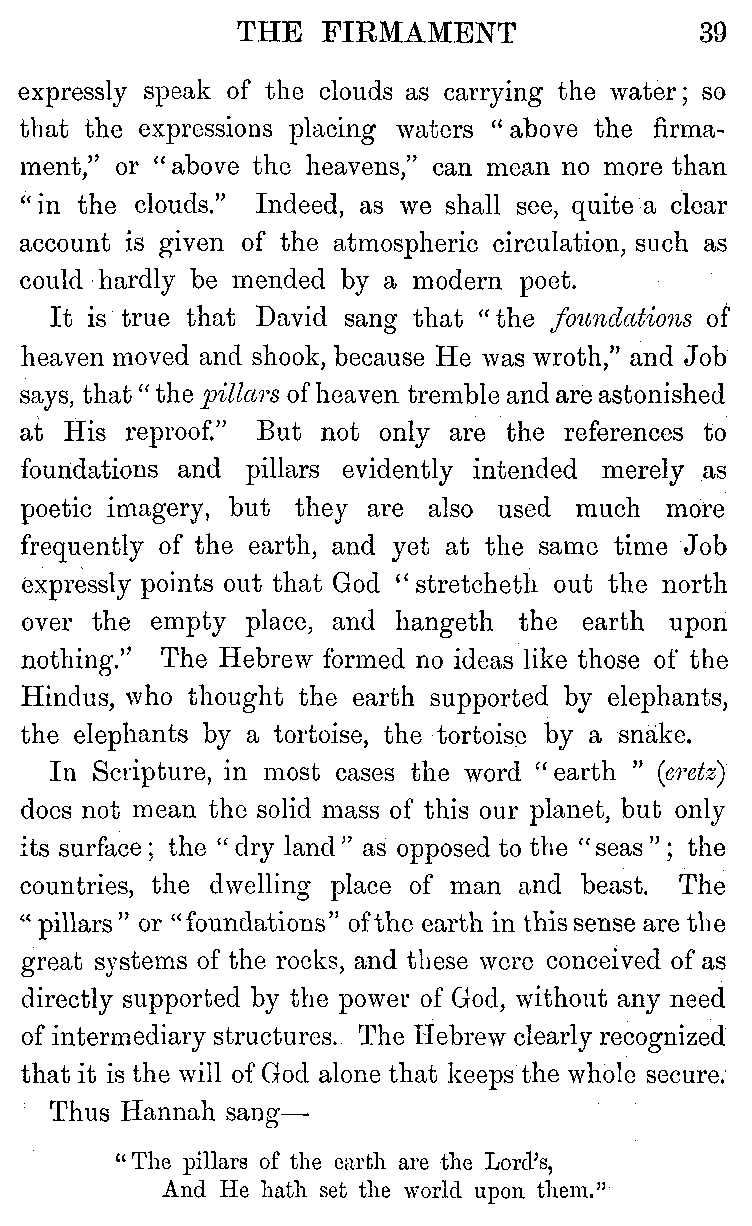 THE FIRMAMENT 39
expressly speak of the clouds as carrying the water; so
that the expressions placing waters "above the firma-
ment," or "above the heavens," can mean no more than
"in the clouds." Indeed, as we shall see, quite a clear
account is given of the atmospheric circulation, such as
could hardly be mended by a modern poet.
It is true that David sang that "the foundations of
heaven moved and shook, because He was wroth," and Job
says, that "the pillars of heaven tremble and are astonished
at His reproof." But not only are the references to
foundations and pillars evidently intended merely as
poetic imagery, but they are also used much more
frequently of the earth, and yet at the same time Job
expressly points out that God "stretcheth out the north
over the empty place, and hangeth the earth upon
nothing." The Hebrew formed no ideas like those of the
Hindus, who thought the earth supported by elephants,
the elephants by a tortoise, the tortoise by a snake.
In Scripture, in most cases the word "earth" (eretz)
does not mean the solid mass of this our planet, but only
its surface; the "dry land" as opposed to the "seas"; the
countries, the dwelling place of man and beast. The
"pillars" or "foundations" of the earth in this sense are the
great systems of the rocks, and these were conceived of as
directly supported by the power of God, without any need
of intermediary structures. The Hebrew clearly recognized
that it is the will of God alone that keeps the whole secure.
Thus Hannah sang—
"The pillars of the earth are the Lord's,
And He hath set the world upon them."